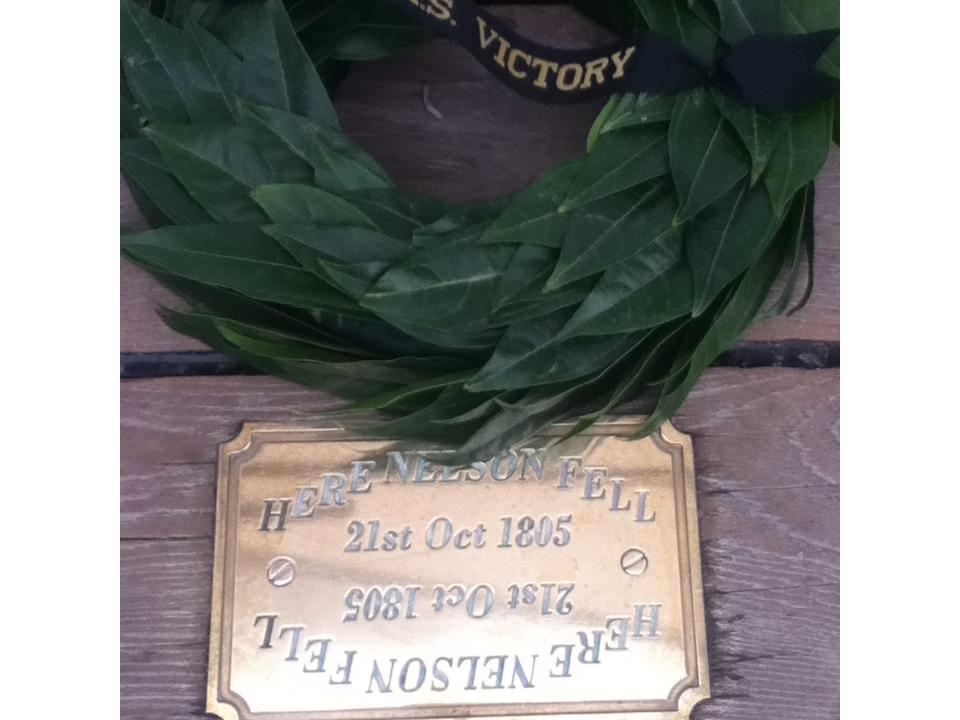 .S. VICTORY
HERE NELSON FELL
21st Oct 1805
21st Oct 1805
HERE NELSON FELL